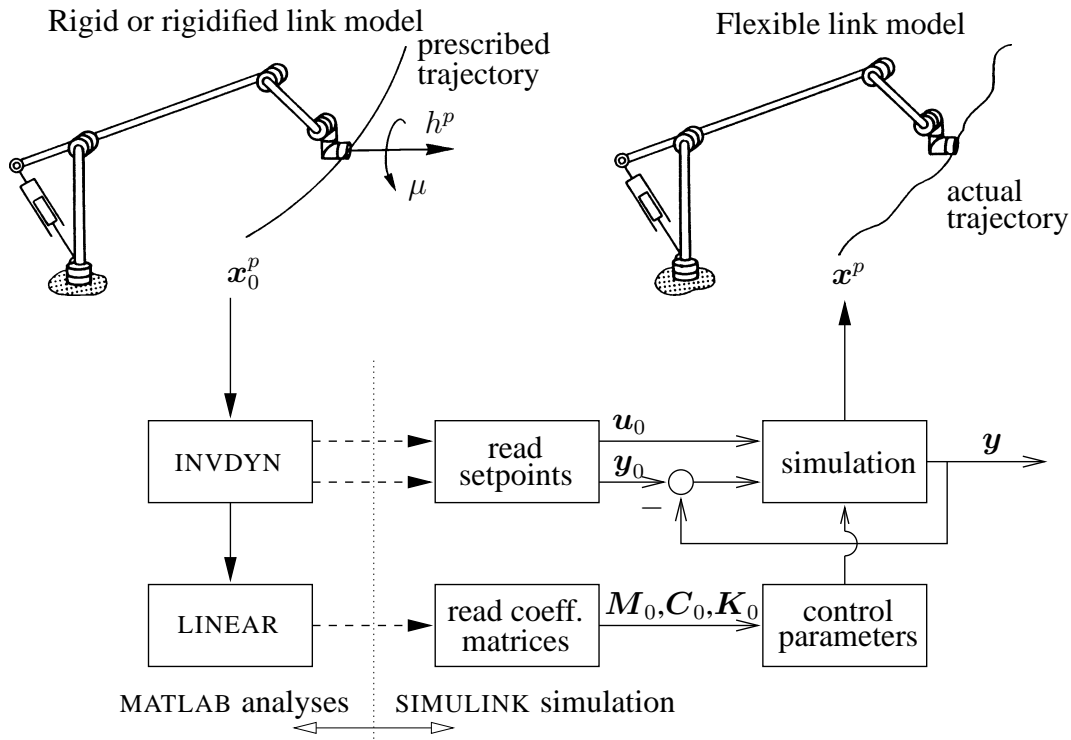 Rigid or rigidified link model
prescribed
trajectory
h^p
μ
x_0^p
Flexible link model
actual
trajectory
x^p
INVDYN
read
setpoints
u_0
y_0
−
simulation
y
LINEAR
read coeff.
matrices
M_0,C_0,K_0
control
parameters
MATLAB analyses
SIMULINK simulation